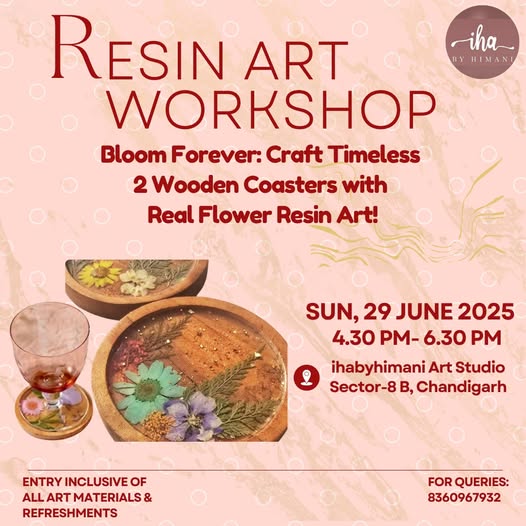 RESIN ART
WORKSHOP
iha
BY HIMANI
Bloom Forever: Craft Timeless
2 Wooden Coasters with
Real Flower Resin Art!
SUN, 29 JUNE 2025
4.30 PM- 6.30 PM
ihabyhimani Art Studio
Sector-8 B, Chandigarh
ENTRY INCLUSIVE OF
ALL ART MATERIALS &
REFRESHMENTS
FOR QUERIES:
8360967932